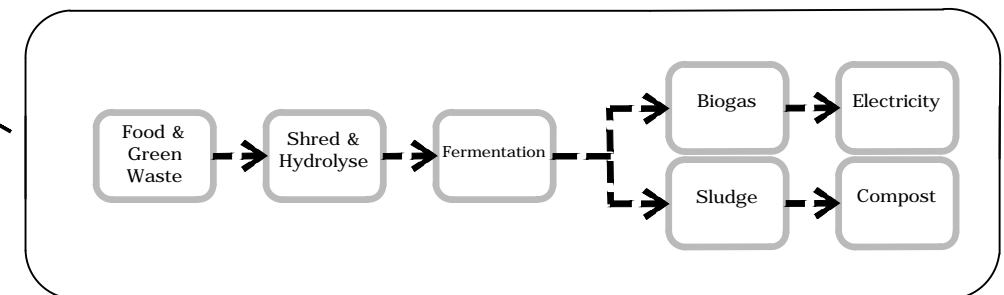 Food &
Green
Waste
Shred &
Hydrolyse
Fermentation
Biogas
Electricity
Sludge
Compost